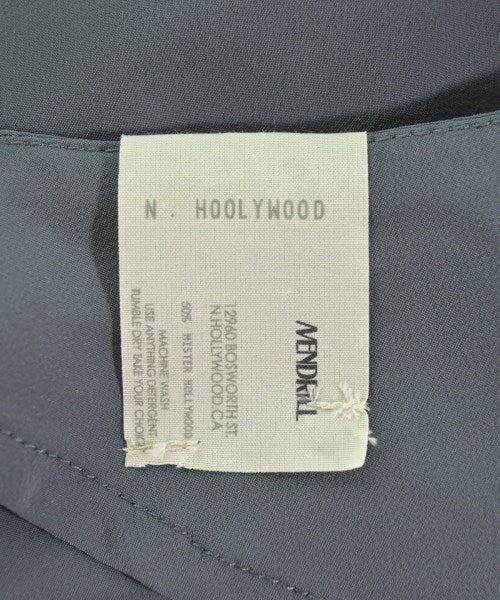 N. HOOLYWOOD
MENDRILL
12960 BOSWORTH ST.
N.HOLLYWOOD.CA
50% MISTER HOLLYWOOD
MACHINE WASH
USE ANYTHING DETERGENT
TUMBLE DRY TAKE YOUR CHOICE